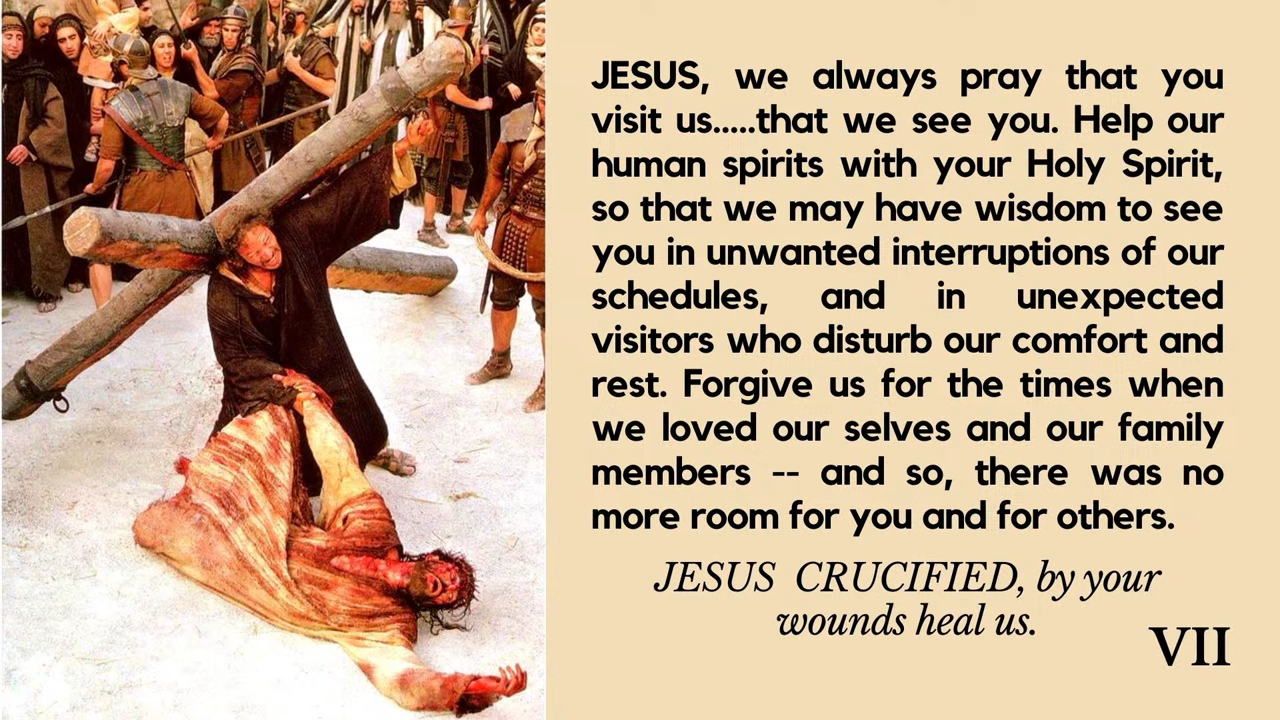 JESUS, we always pray that you
visit us.....that we see you. Help our
human spirits with your Holy Spirit,
so that we may have wisdom to see
you in unwanted interruptions of our
schedules, and in unexpected
visitors who disturb our comfort and
rest. Forgive us for the times when
we loved our selves and our family
members -- and so, there was no
more room for you and for others.
JESUS CRUCIFIED, by your
wounds heal us.
VII